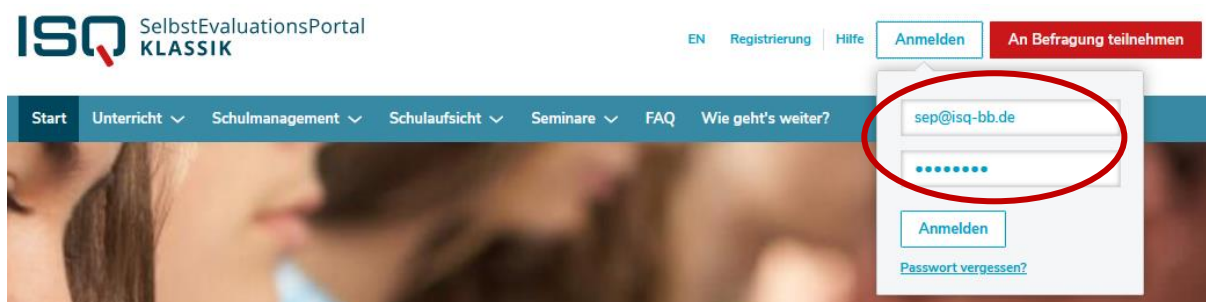 ISQ SelbstEvaluationsPortal
KLASSIK
EN Registrierung Hilfe Anmelden An Befragung teilnehmen
Start Unterricht Schulmanagement Schulaufsicht Seminare FAQ Wie geht's weiter?
sep@isq-bb.de
••••••••
Anmelden
Passwort vergessen?